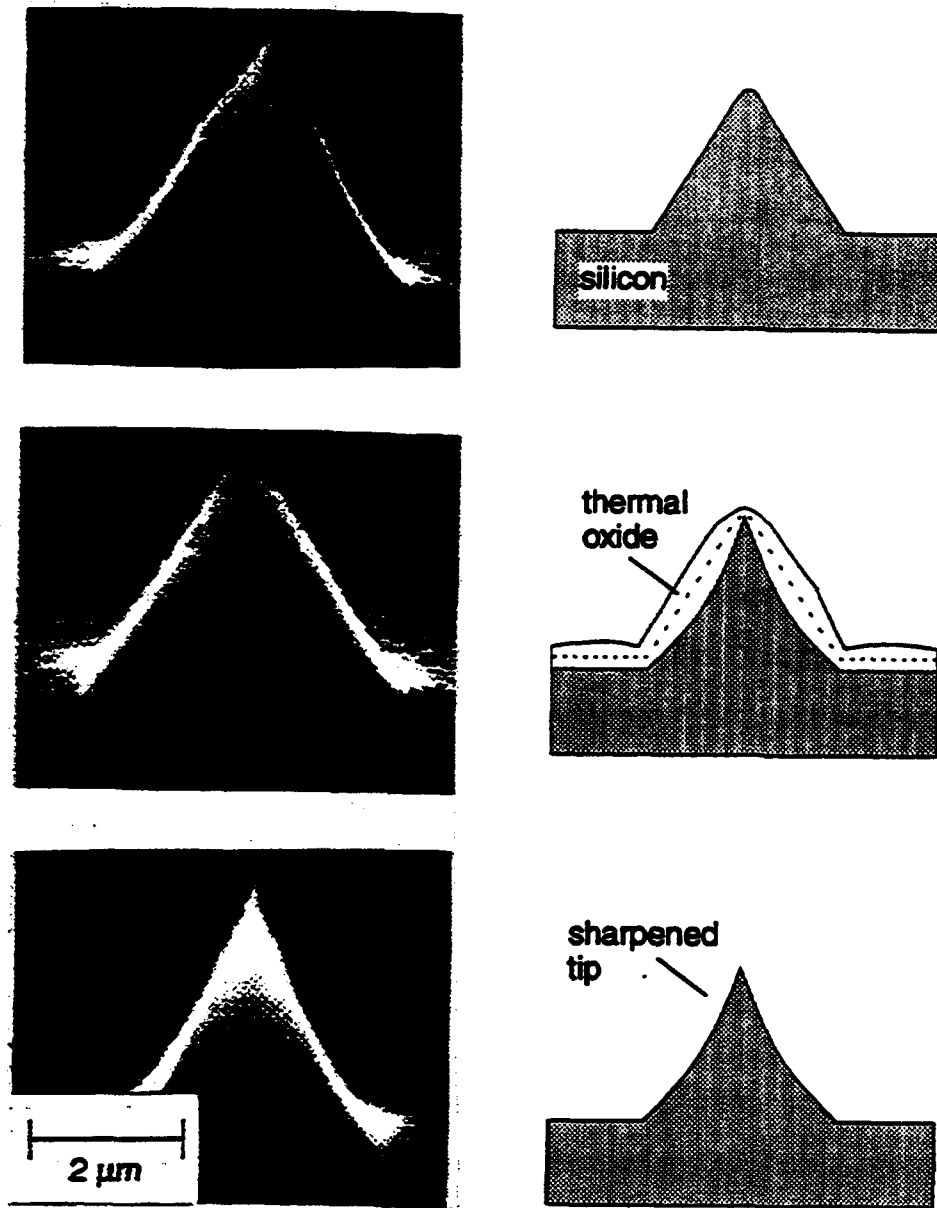 silicon
thermal
oxide
sharpened
tip
2 μm